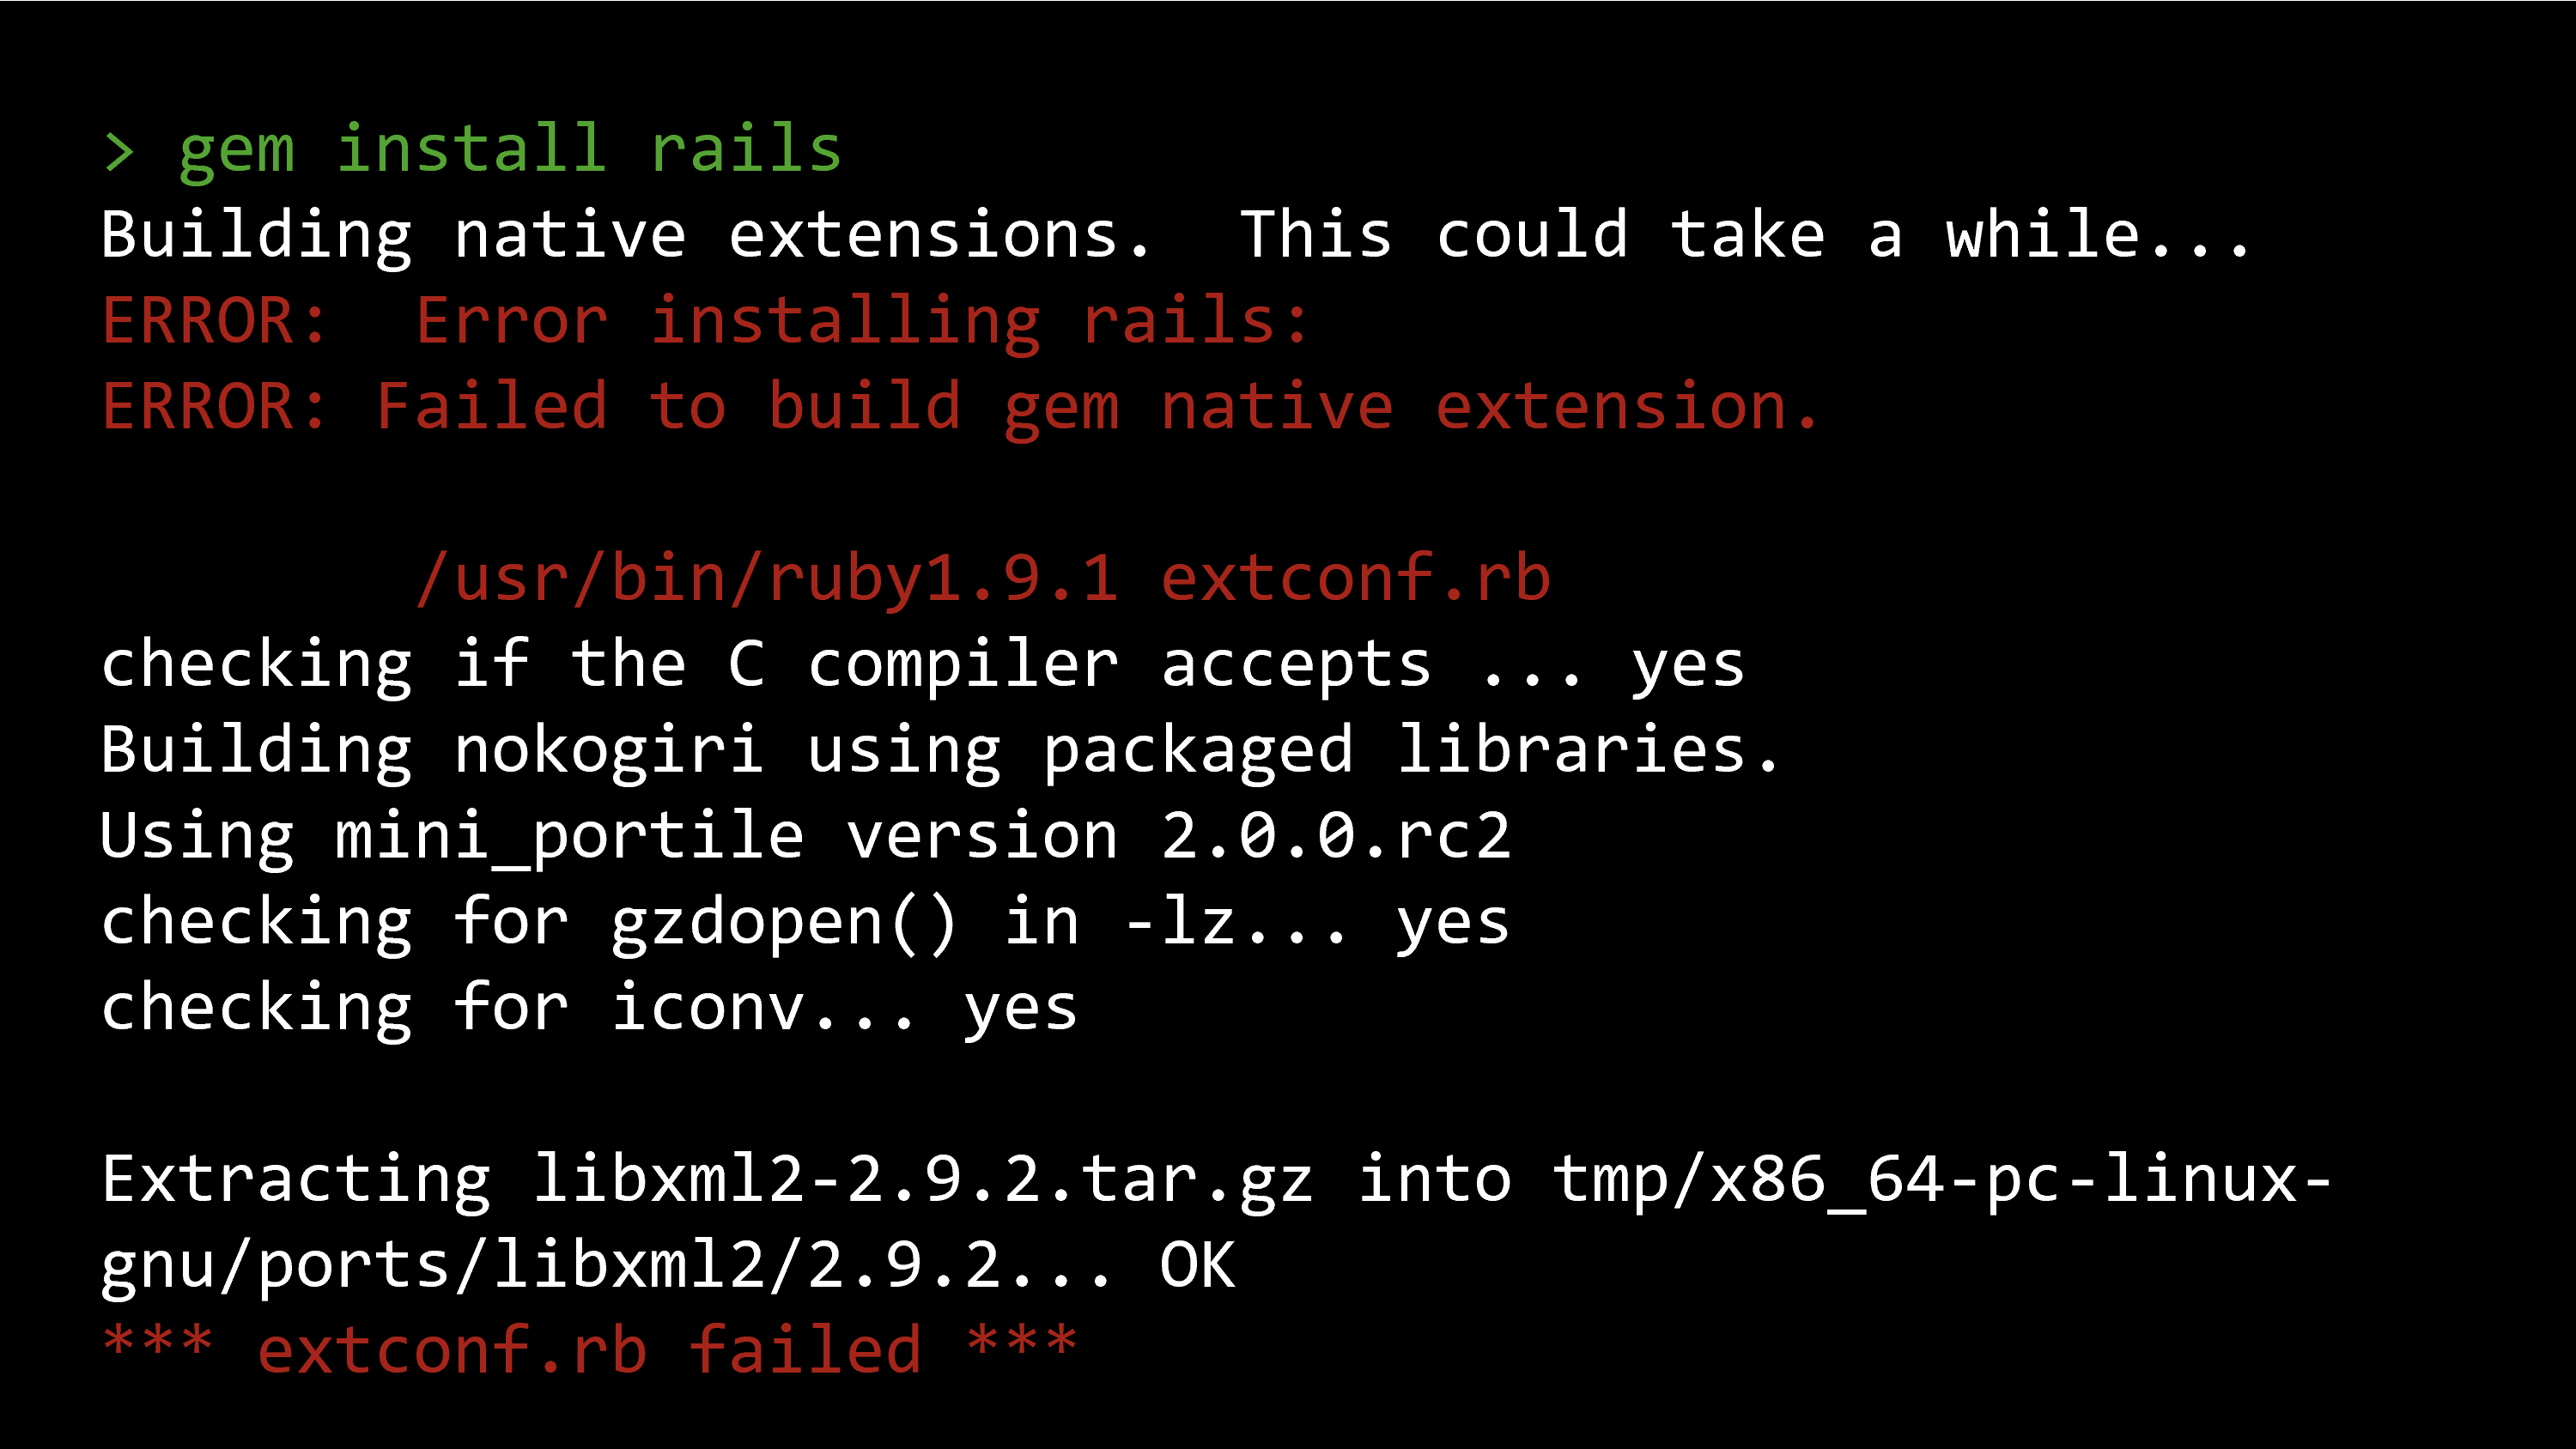 > gem install rails
Building native extensions.  This could take a while...
ERROR:  Error installing rails:
ERROR: Failed to build gem native extension.
        /usr/bin/ruby1.9.1 extconf.rb
checking if the C compiler accepts ... yes
Building nokogiri using packaged libraries.
Using mini_portile version 2.0.0.rc2
checking for gzdopen() in -lz... yes
checking for iconv... yes
Extracting libxml2-2.9.2.tar.gz into tmp/x86_64-pc-linux-
gnu/ports/libxml2/2.9.2... OK
*** extconf.rb failed ***